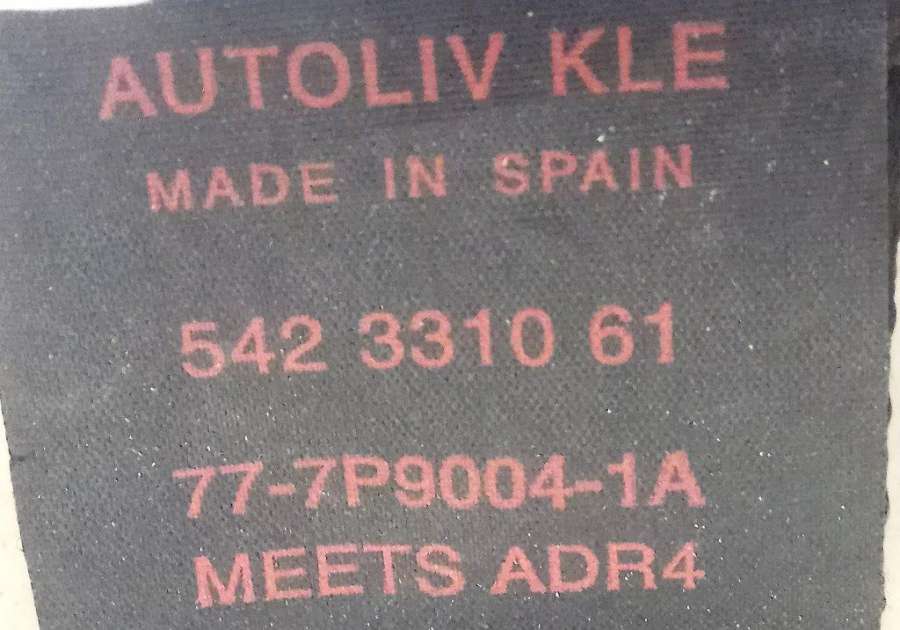 AUTOLIV KLE
MADE IN SPAIN
542 3310 61
77-7P9004-1A
MEETS ADR4